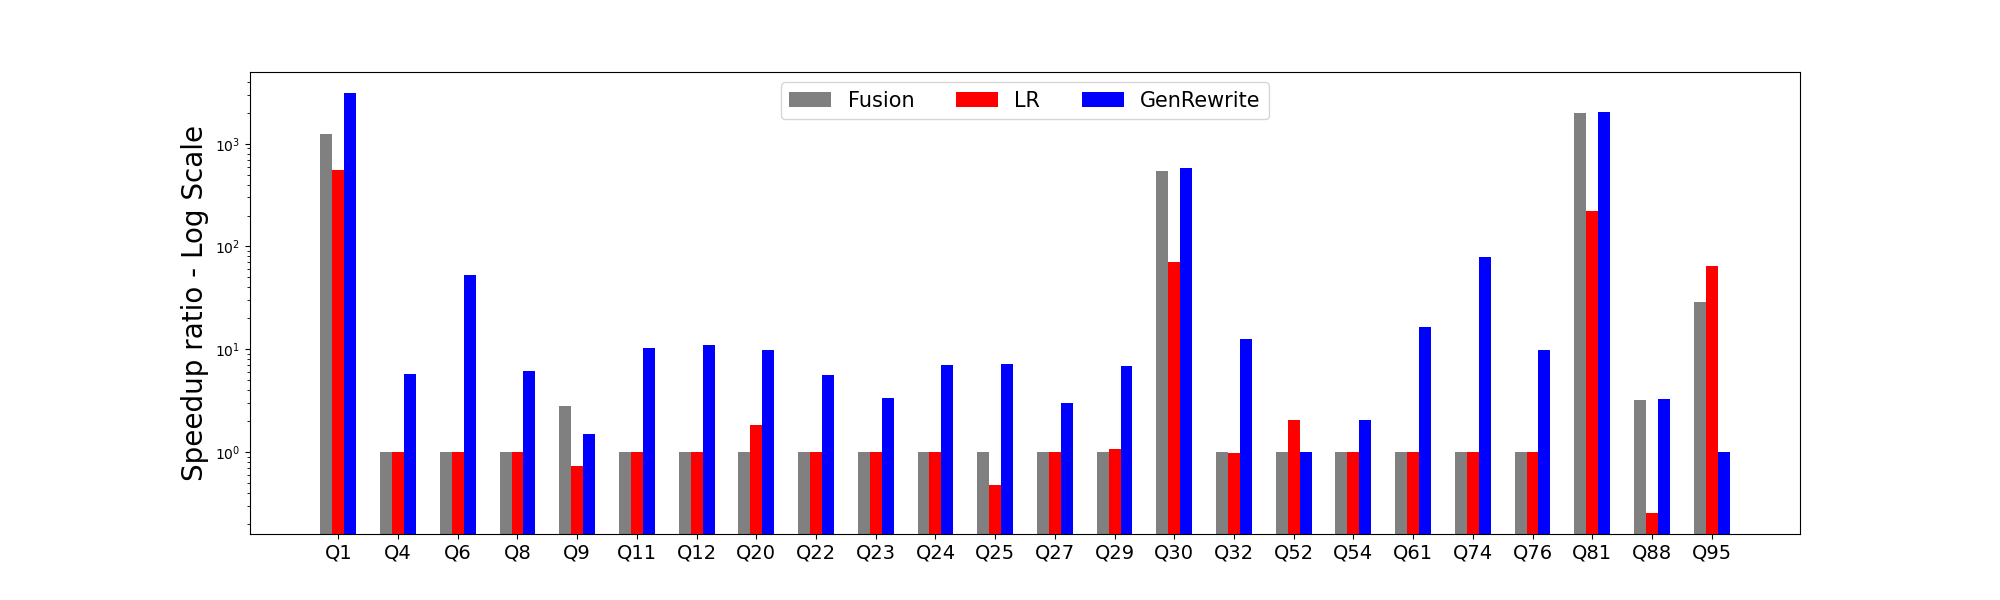 Fusion LR GenRewrite
Speedup ratio - Log Scale
10³
10²
10¹
10⁰
Q1 Q4 Q6 Q8 Q9 Q11 Q12 Q20 Q22 Q23 Q24 Q25 Q27 Q29 Q30 Q32 Q52 Q54 Q61 Q74 Q76 Q81 Q88 Q95